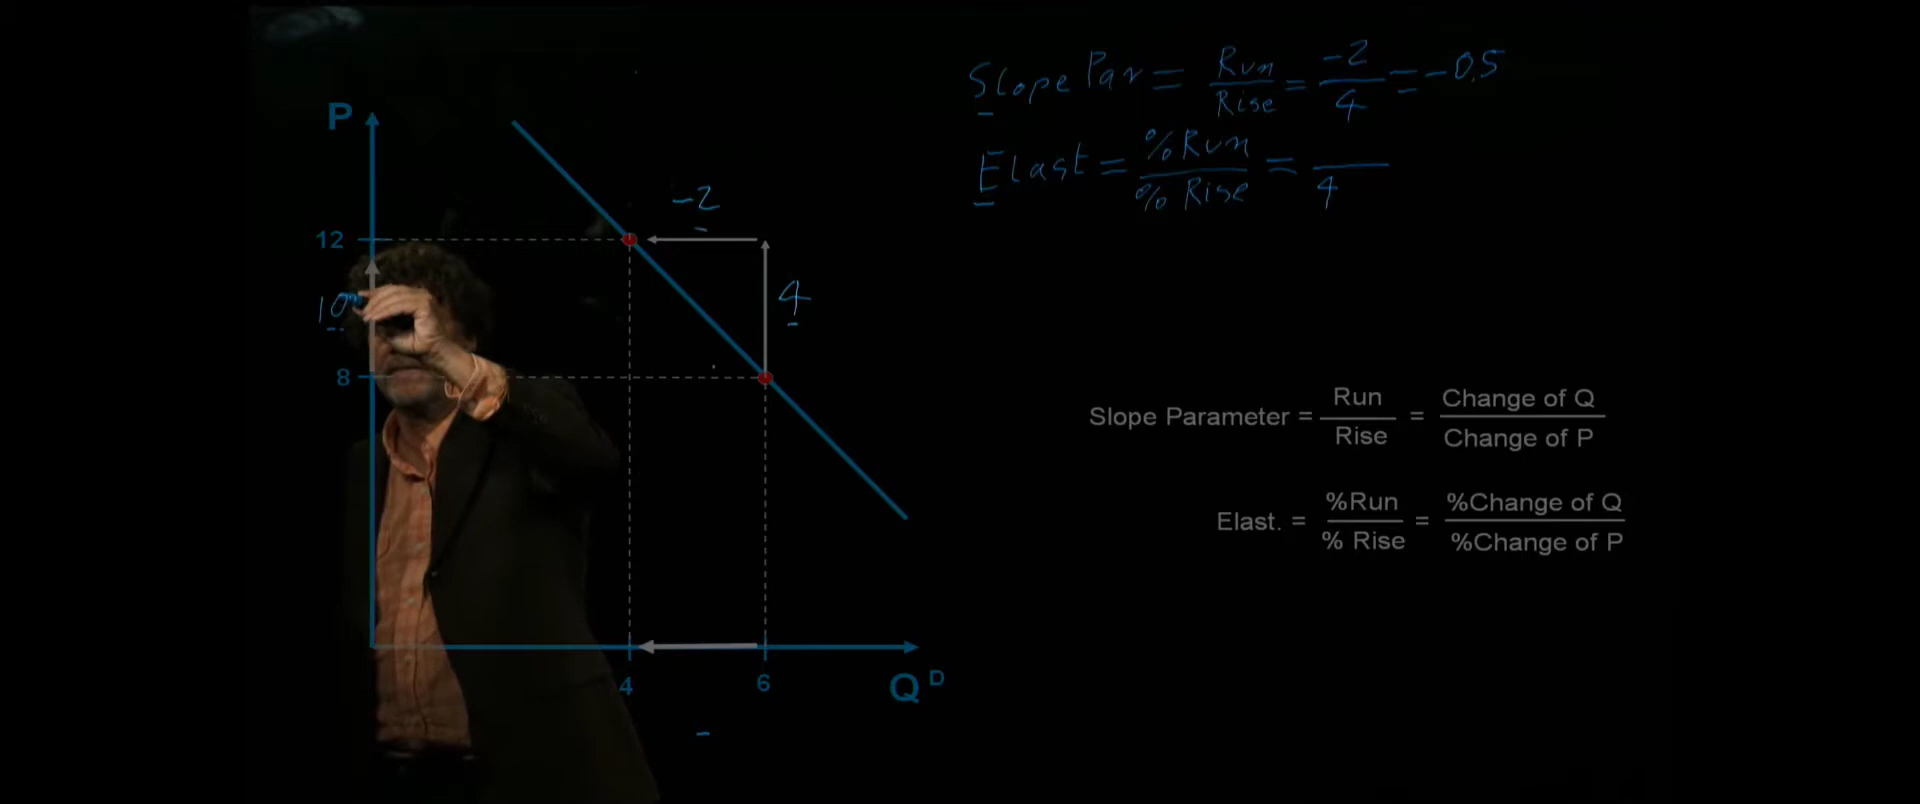 Slope Par = Run/Rise = -2/4 = -0.5
Elast = %Run/% Rise = /4
P
-2
12
10
4
8
Slope Parameter = Run/Rise = Change of Q/Change of P
Elast. = %Run/% Rise = %Change of Q/%Change of P
4
6
Q D
-